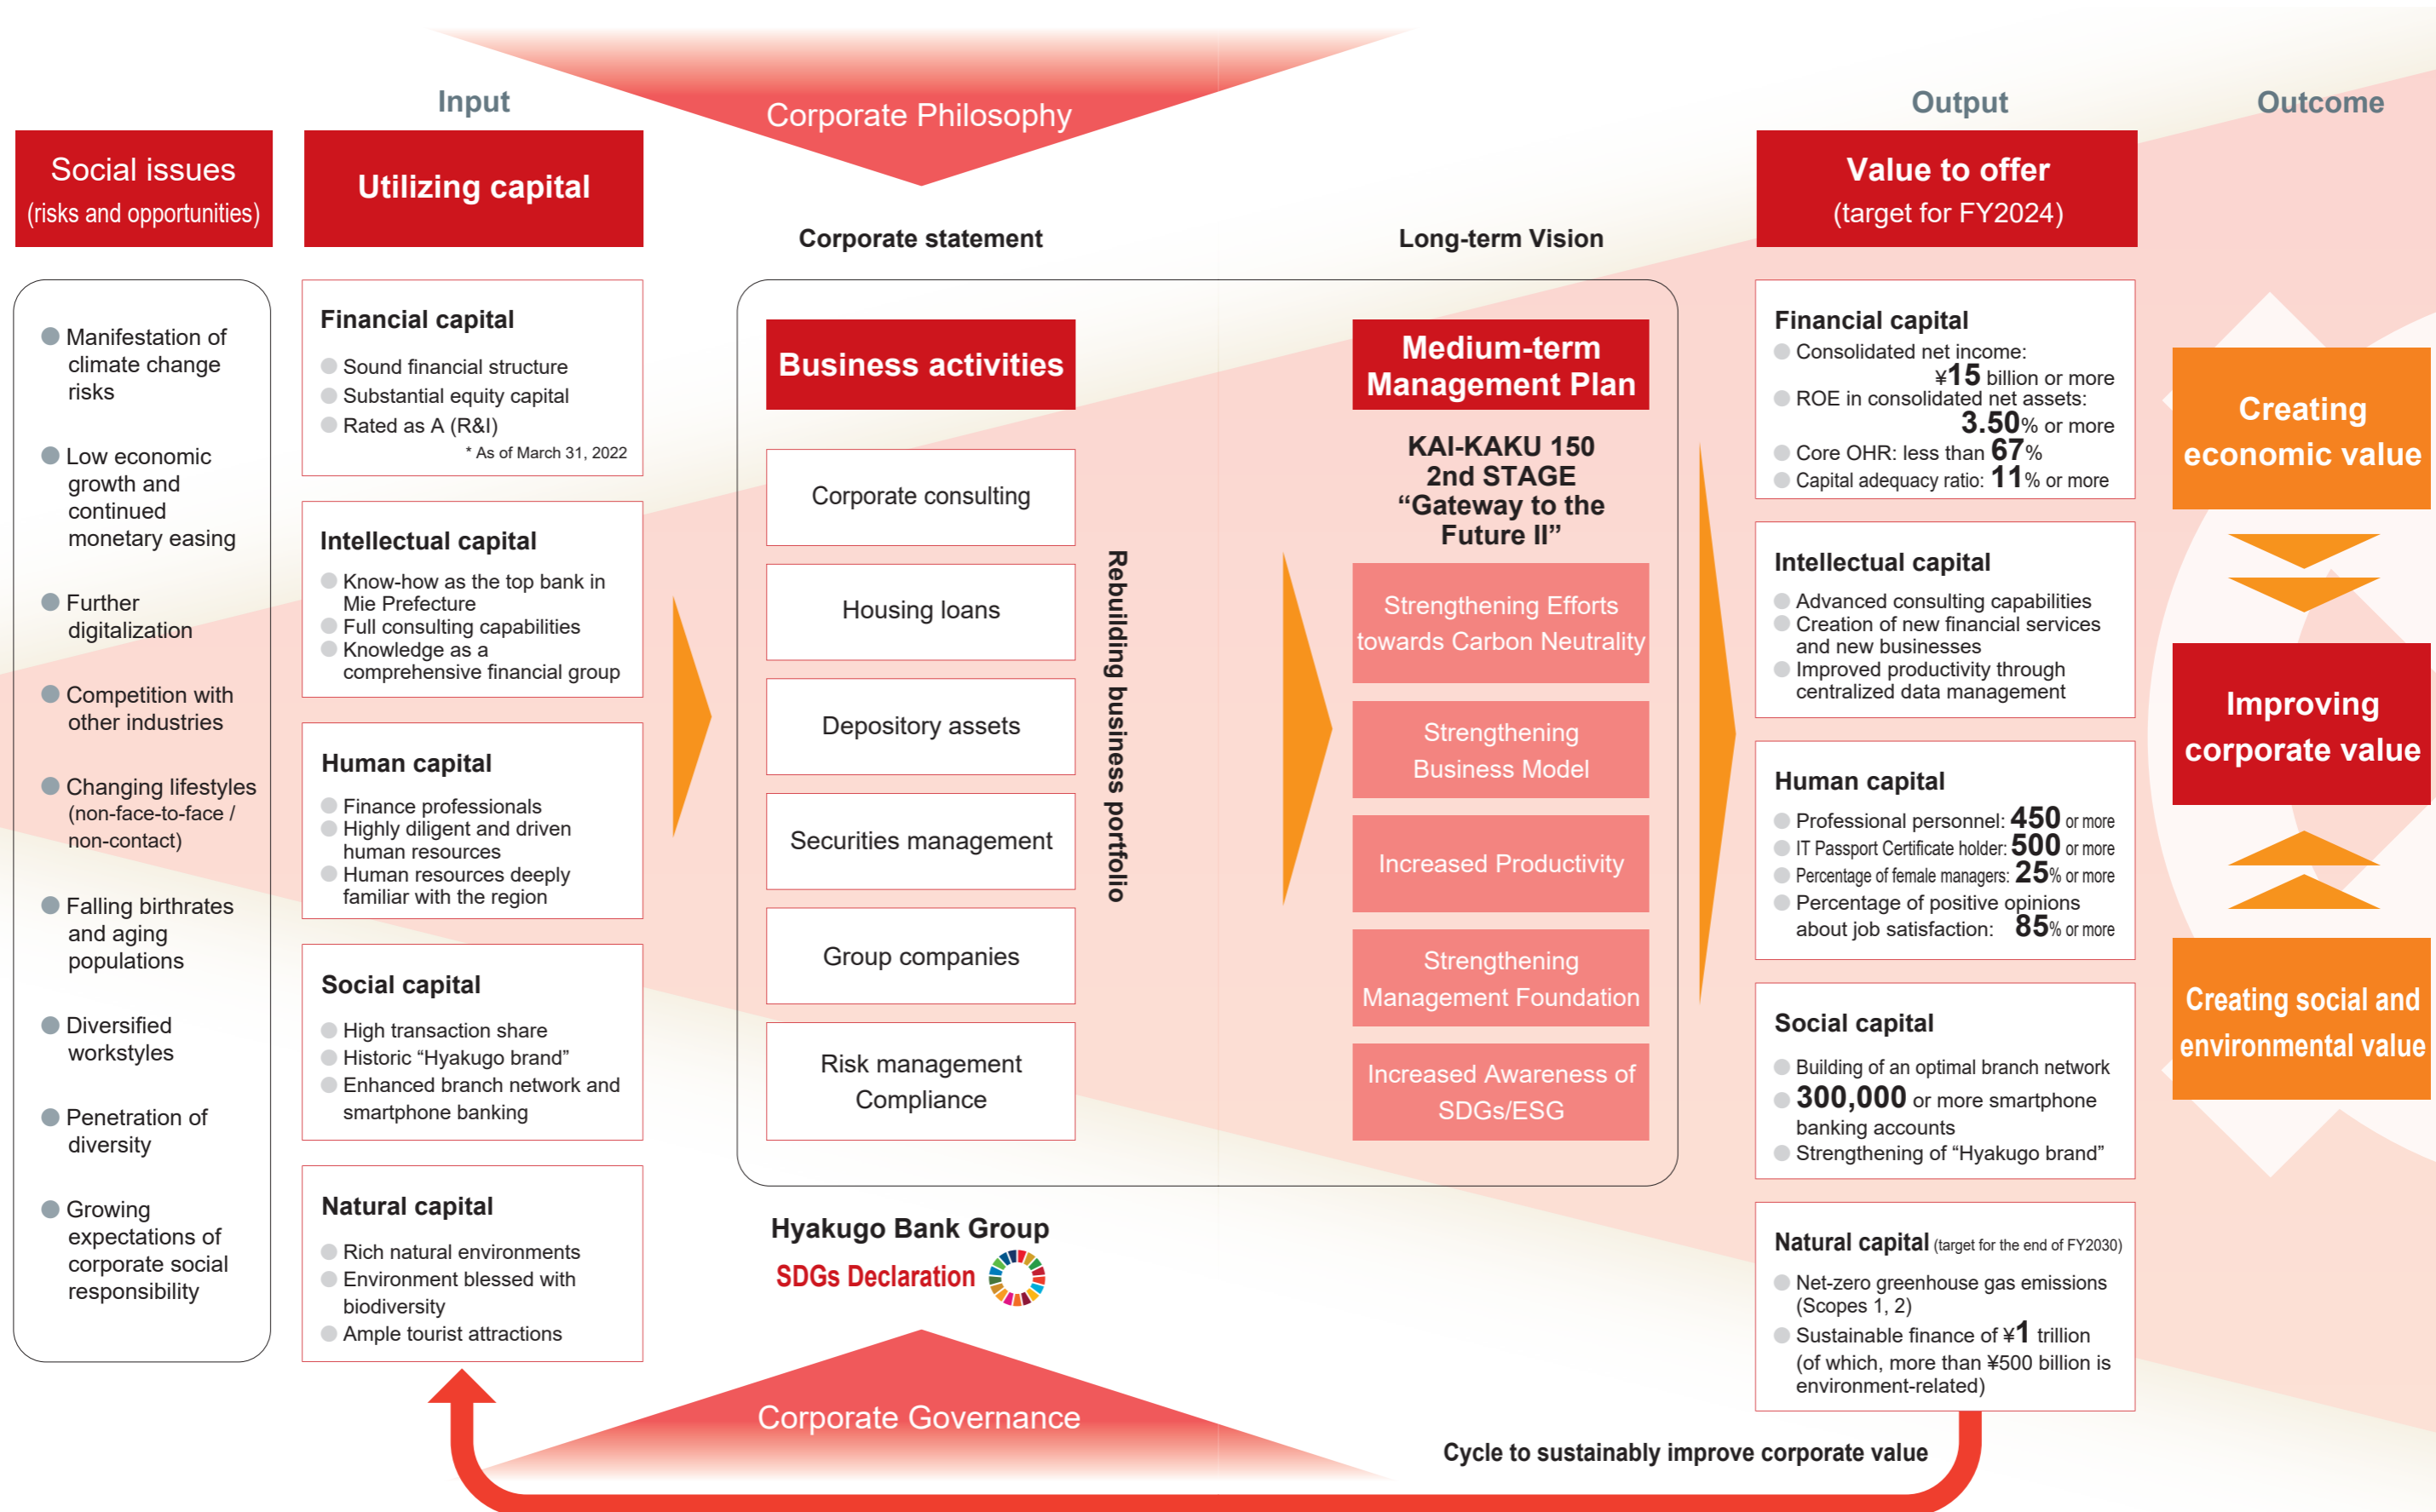 Corporate Philosophy
Input
Output
Outcome
Social issues
(risks and opportunities)
Manifestation of
climate change
risks
Low economic
growth and
continued
monetary easing
Further
digitalization
Competition with
other industries
Changing lifestyles
(non-face-to-face /
non-contact)
Falling birthrates
and aging
populations
Diversified
workstyles
Penetration of
diversity
Growing
expectations of
corporate social
responsibility
Utilizing capital
Financial capital
Sound financial structure
Substantial equity capital
Rated as A (R&I)
* As of March 31, 2022
Intellectual capital
Know-how as the top bank in
Mie Prefecture
Full consulting capabilities
Knowledge as a
comprehensive financial group
Human capital
Finance professionals
Highly diligent and driven
human resources
Human resources deeply
familiar with the region
Social capital
High transaction share
Historic “Hyakugo brand”
Enhanced branch network and
smartphone banking
Natural capital
Rich natural environments
Environment blessed with
biodiversity
Ample tourist attractions
Corporate statement
Business activities
Corporate consulting
Housing loans
Depository assets
Securities management
Group companies
Risk management
Compliance
Rebuilding business portfolio
Long-term Vision
Medium-term
Management Plan
KAI-KAKU 150
2nd STAGE
“Gateway to the
Future II”
Strengthening Efforts
towards Carbon Neutrality
Strengthening
Business Model
Increased Productivity
Strengthening
Management Foundation
Increased Awareness of
SDGs/ESG
Hyakugo Bank Group
SDGs Declaration
Corporate Governance
Value to offer
(target for FY2024)
Financial capital
Consolidated net income:
¥15 billion or more
ROE in consolidated net assets:
3.50% or more
Core OHR: less than 67%
Capital adequacy ratio: 11% or more
Intellectual capital
Advanced consulting capabilities
Creation of new financial services
and new businesses
Improved productivity through
centralized data management
Human capital
Professional personnel: 450 or more
IT Passport Certificate holder: 500 or more
Percentage of female managers: 25% or more
Percentage of positive opinions
about job satisfaction: 85% or more
Social capital
Building of an optimal branch network
300,000 or more smartphone
banking accounts
Strengthening of “Hyakugo brand”
Natural capital (target for the end of FY2030)
Net-zero greenhouse gas emissions
(Scopes 1, 2)
Sustainable finance of ¥1 trillion
(of which, more than ¥500 billion is
environment-related)
Creating
economic value
Improving
corporate value
Creating social and
environmental value
Cycle to sustainably improve corporate value